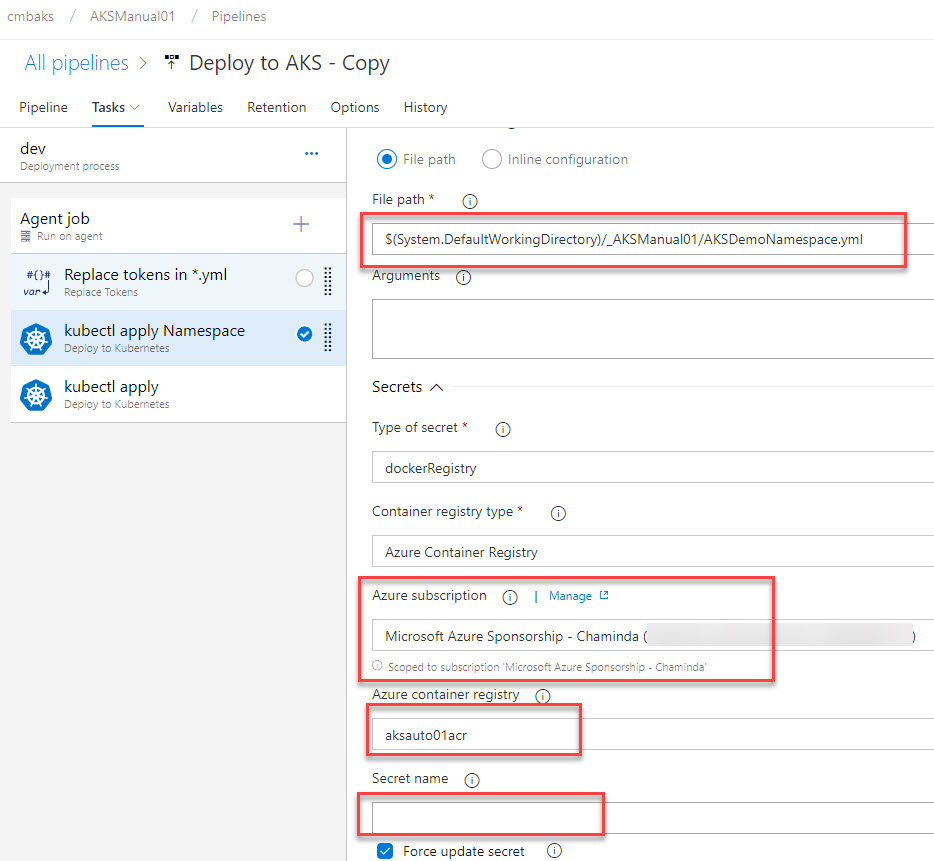 cmbaks / AKSManual01 / Pipelines
All pipelines > Deploy to AKS - Copy
Pipeline Tasks Variables Retention Options History
dev
Deployment process
...
Agent job
Run on agent
#{}#
var
Replace tokens in *.yml
Replace Tokens
kubectl apply Namespace
Deploy to Kubernetes
kubectl apply
Deploy to Kubernetes
File path Inline configuration
File path *
$(System.DefaultWorkingDirectory)/_AKSManual01/AKSDemoNamespace.yml
Arguments
Secrets
Type of secret *
dockerRegistry
Container registry type *
Azure Container Registry
Azure subscription | Manage
Microsoft Azure Sponsorship - Chaminda ( )
Scoped to subscription 'Microsoft Azure Sponsorship - Chaminda'
Azure container registry
aksauto01acr
Secret name
Force update secret